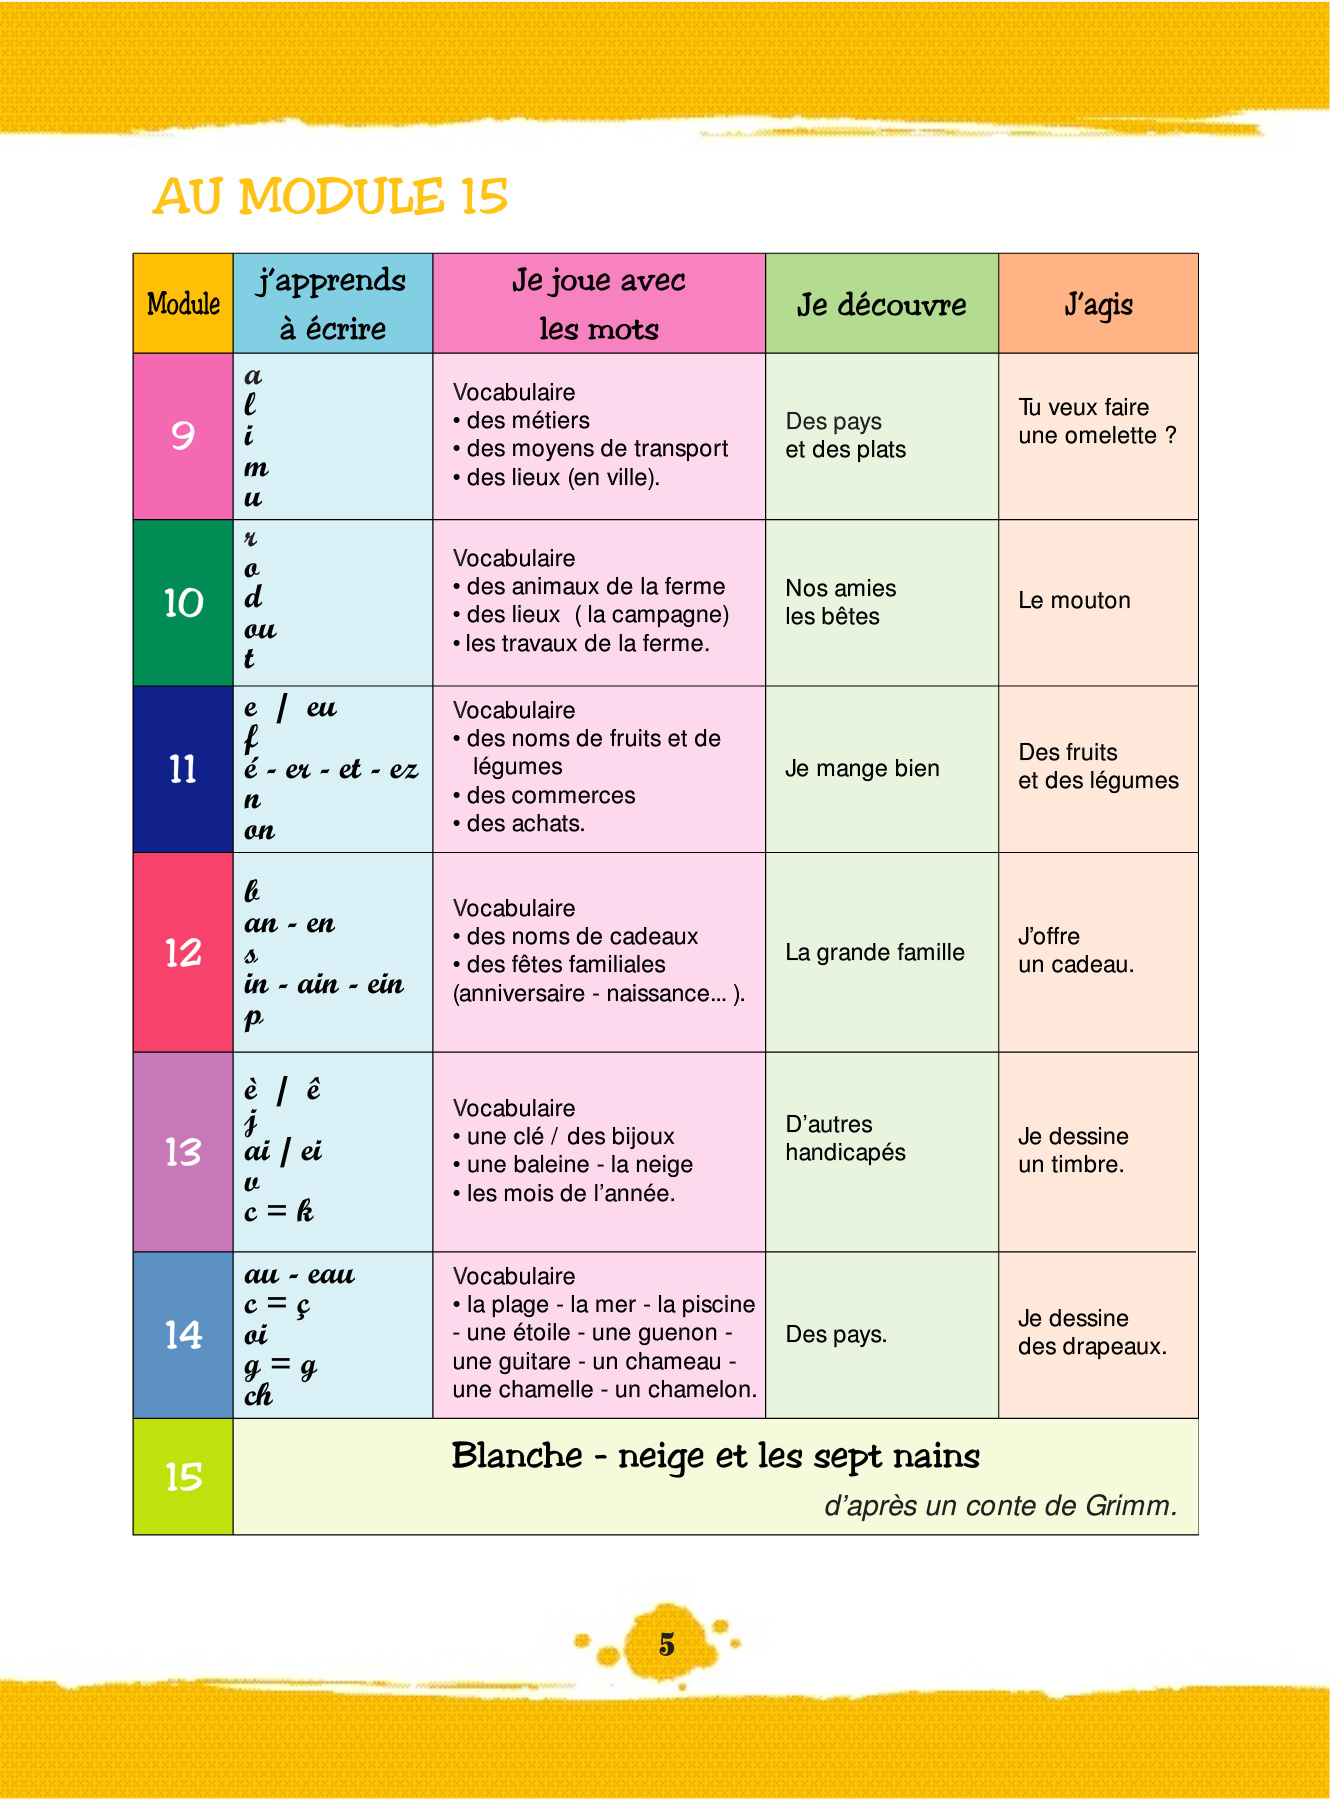 AU MODULE 15
Module
j'apprends
à écrire
Je joue avec
les mots
Je découvre
J'agis
9
a
l
i
m
u
Vocabulaire
• des métiers
• des moyens de transport
• des lieux (en ville).
Des pays
et des plats
Tu veux faire
une omelette ?
10
r
o
d
ou
t
Vocabulaire
• des animaux de la ferme
• des lieux ( la campagne)
• les travaux de la ferme.
Nos amies
les bêtes
Le mouton
11
e / eu
f
é - er - et - ez
n
on
Vocabulaire
• des noms de fruits et de
légumes
• des commerces
• des achats.
Je mange bien
Des fruits
et des légumes
12
b
an - en
s
in - ain - ein
p
Vocabulaire
• des noms de cadeaux
• des fêtes familiales
(anniversaire - naissance... ).
La grande famille
J'offre
un cadeau.
13
è / ê
j
ai / ei
v
c = k
Vocabulaire
• une clé / des bijoux
• une baleine - la neige
• les mois de l'année.
D'autres
handicapés
Je dessine
un timbre.
14
au - eau
c = ç
oi
g = g
ch
Vocabulaire
• la plage - la mer - la piscine
- une étoile - une guenon -
une guitare - un chameau -
une chamelle - un chamelon.
Des pays.
Je dessine
des drapeaux.
15
Blanche - neige et les sept nains
d'après un conte de Grimm.
5